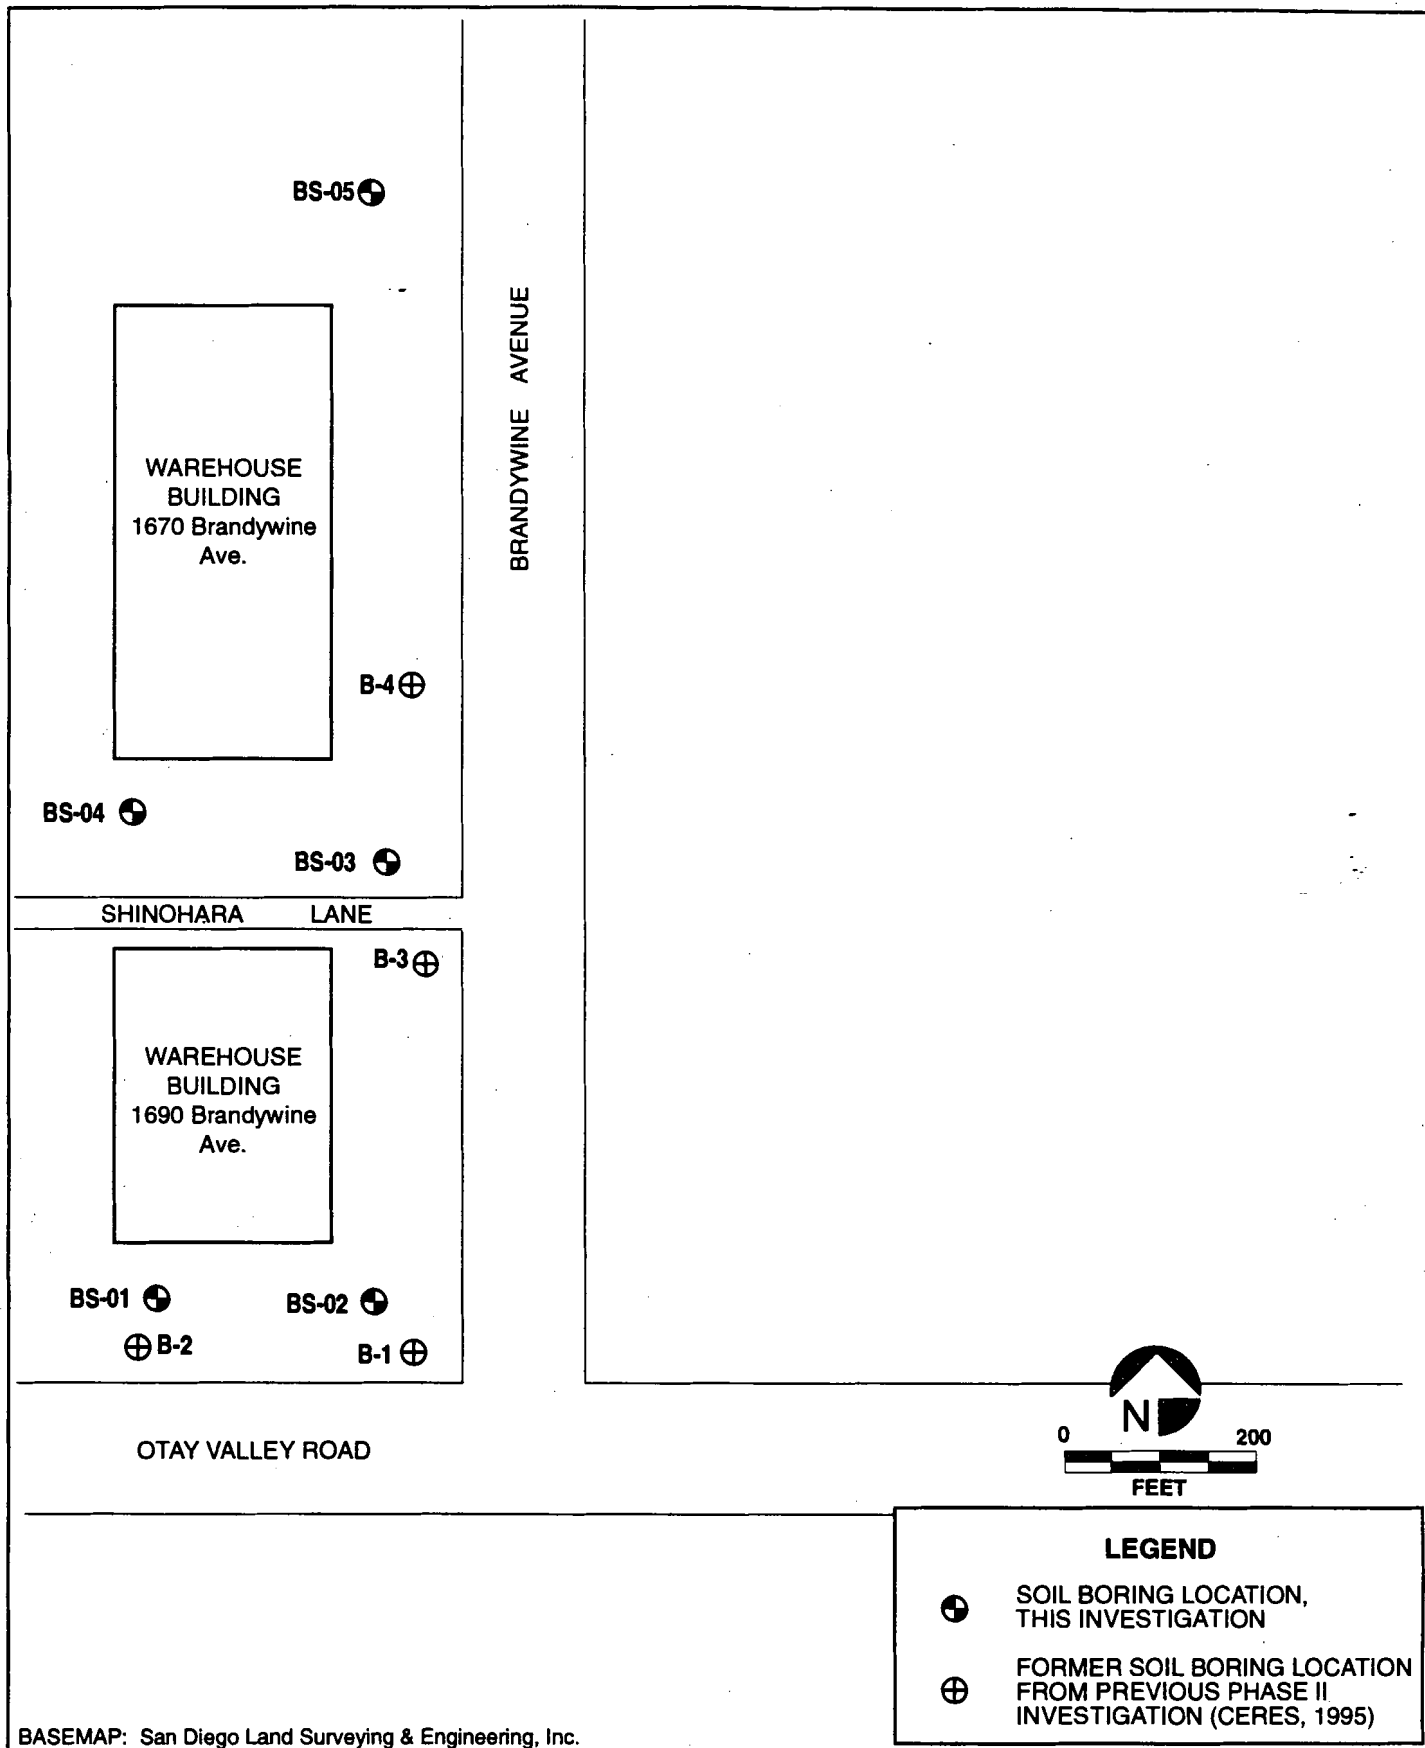 BS-05
BRANDYWINE AVENUE
WAREHOUSE
BUILDING
1670 Brandywine
Ave.
B-4
BS-04
BS-03
SHINOHARA LANE
B-3
WAREHOUSE
BUILDING
1690 Brandywine
Ave.
BS-01
BS-02
B-2
B-1
N
OTAY VALLEY ROAD
0 200
FEET
LEGEND
SOIL BORING LOCATION,
THIS INVESTIGATION
FORMER SOIL BORING LOCATION
FROM PREVIOUS PHASE II
INVESTIGATION (CERES, 1995)
BASEMAP: San Diego Land Surveying & Engineering, Inc.